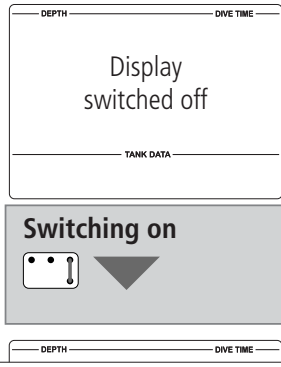 DEPTH DIVE TIME
Display
switched off
TANK DATA
Switching on
DEPTH DIVE TIME